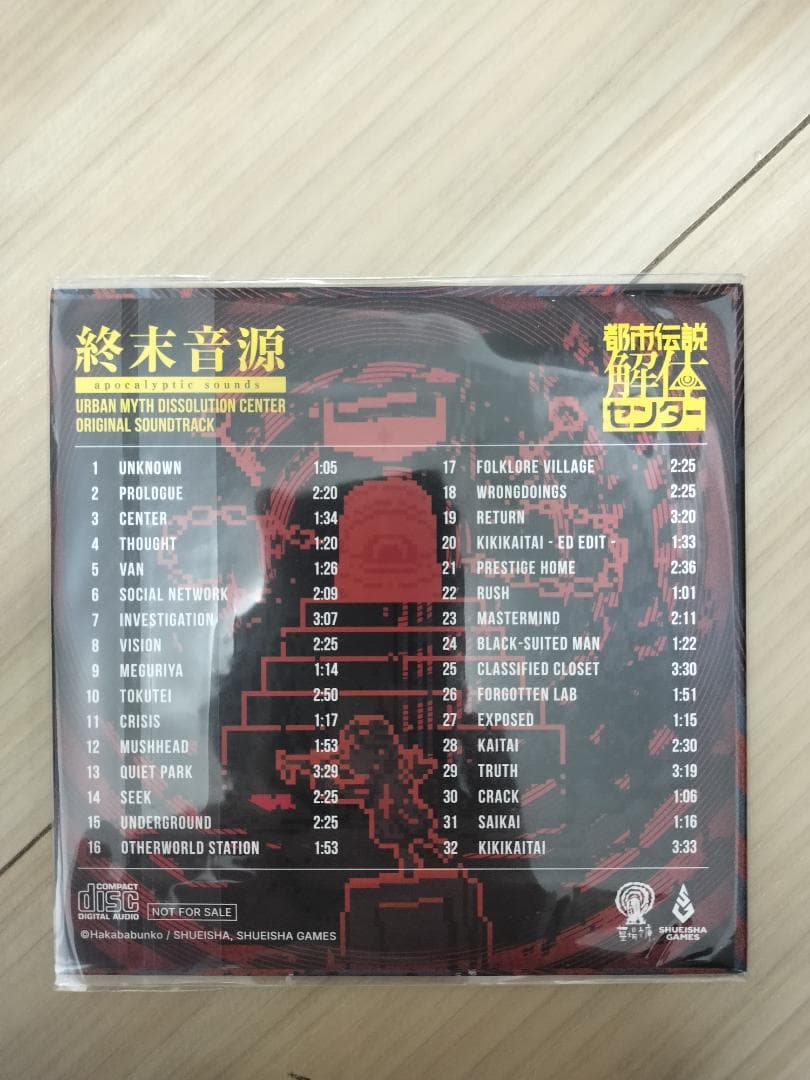 終末音源
apocalyptic sounds
URBAN MYTH DISSOLUTION CENTER
ORIGINAL SOUNDTRACK
都市伝説
解体
センター
1 UNKNOWN 1:05
2 PROLOGUE 2:20
3 CENTER 1:34
4 THOUGHT 1:20
5 VAN 1:26
6 SOCIAL NETWORK 2:09
7 INVESTIGATION 3:07
8 VISION 2:25
9 MEGURIYA 1:14
10 TOKUTEI 2:50
11 CRISIS 1:17
12 MUSHHEAD 1:53
13 QUIET PARK 3:29
14 SEEK 2:25
15 UNDERGROUND 2:25
16 OTHERWORLD STATION 1:53
17 FOLKLORE VILLAGE 2:25
18 WRONGDOINGS 2:25
19 RETURN 3:20
20 KIKIKAITAI - ED EDIT - 1:33
21 PRESTIGE HOME 2:36
22 RUSH 1:01
23 MASTERMIND 2:11
24 BLACK-SUITED MAN 1:22
25 CLASSIFIED CLOSET 3:30
26 FORGOTTEN LAB 1:51
27 EXPOSED 1:15
28 KAITAI 2:30
29 TRUTH 3:19
30 CRACK 1:06
31 SAIKAI 1:16
32 KIKIKAITAI 3:33
COMPACT
disc
DIGITAL AUDIO
NOT FOR SALE
©Hakababunko / SHUEISHA, SHUEISHA GAMES
墓場文庫
SHUEISHA
GAMES